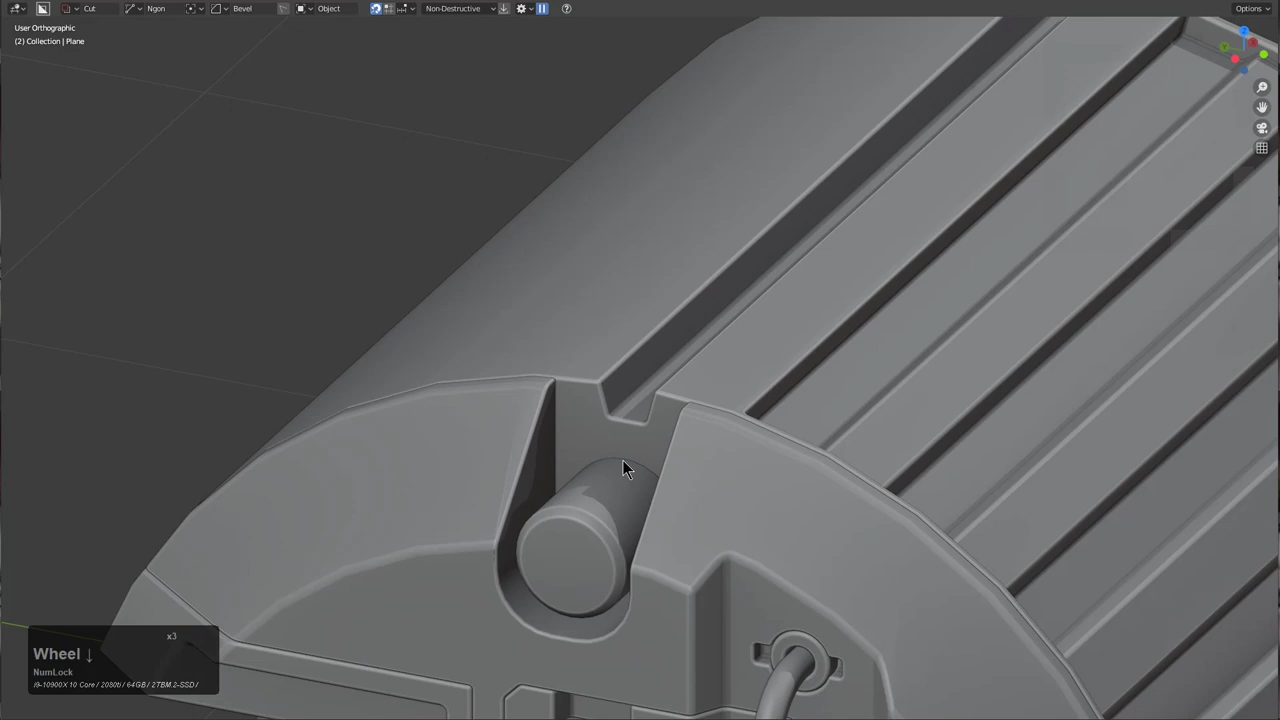 Cut Ngon Bevel Object Non-Destructive Options
User Orthographic
(2) Collection | Plane
x3
Wheel ↓
NumLock
i9-10900X 10 Core / 2080ti / 64GB / 2TBM.2-SSD /